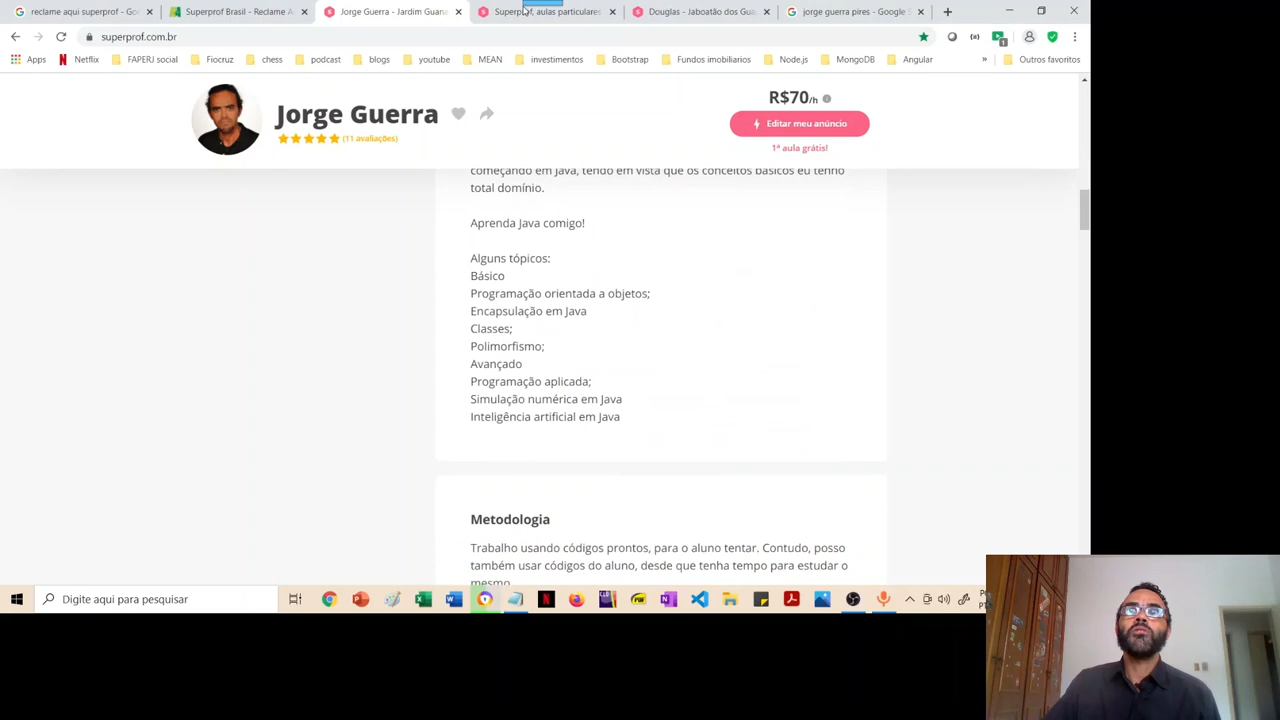 reclame aqui superprof - Goo
Superprof Brasil - Reclame A
Jorge Guerra - Jardim Guana
Superprof, aulas particulares
Douglas - Jaboatão dos Gua
jorge guerra pires - Google S
superprof.com.br
Apps
Netflix
FAPERJ social
Fiocruz
chess
podcast
blogs
youtube
MEAN
investimentos
Bootstrap
Fundos imobiliarios
Node.js
MongoDB
Angular
»
Outros favoritos
Jorge Guerra
(11 avaliações)
R$70/h
Editar meu anúncio
1ª aula grátis!
começando em Java, tendo em vista que os conceitos básicos eu tenho
total domínio.
Aprenda Java comigo!
Alguns tópicos:
Básico
Programação orientada a objetos;
Encapsulação em Java
Classes;
Polimorfismo;
Avançado
Programação aplicada;
Simulação numérica em Java
Inteligência artificial em Java
Metodologia
Trabalho usando códigos prontos, para o aluno tentar. Contudo, posso
também usar códigos do aluno, desde que tenha tempo para estudar o
mesmo
Digite aqui para pesquisar